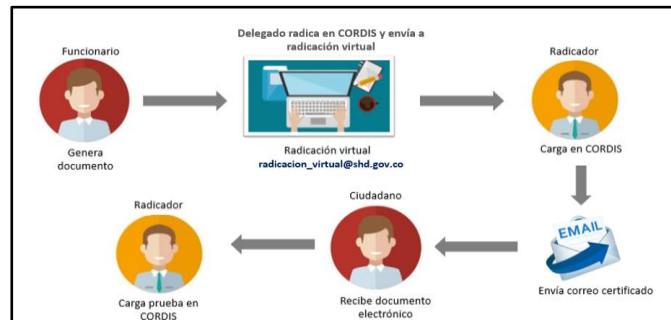 Delegado radica en CORDIS y envía a
radicación virtual
Funcionario
Genera
documento
Radicación virtual
radicacion_virtual@shd.gov.co
Radicador
Carga en CORDIS
EMAIL
Envía correo certificado
Ciudadano
Recibe documento
electrónico
Radicador
Carga prueba en
CORDIS